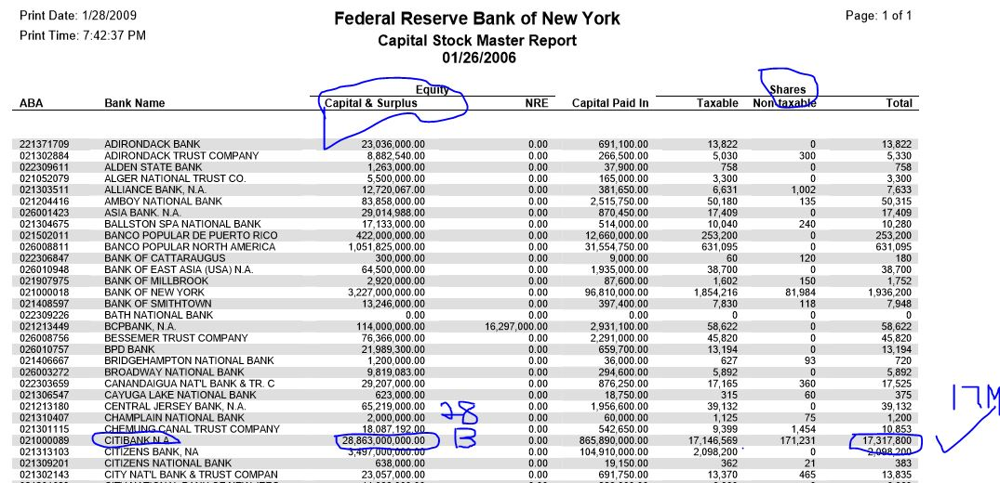 Print Date: 1/28/2009 Federal Reserve Bank of New York Page: 1 of 1
Print Time: 7:42:37 PM Capital Stock Master Report
01/26/2006
Equity Shares
ABA Bank Name Capital & Surplus NRE Capital Paid In Taxable Non taxable Total
221371709 ADIRONDACK BANK 23,036,000.00 0.00 691,100.00 13,822 0 13,822
021302884 ADIRONDACK TRUST COMPANY 8,882,540.00 0.00 266,500.00 5,030 300 5,330
022309611 ALDEN STATE BANK 1,263,000.00 0.00 37,900.00 758 0 758
021052079 ALGER NATIONAL TRUST CO. 5,500,000.00 0.00 165,000.00 3,300 0 3,300
021303511 ALLIANCE BANK, N.A. 12,720,067.00 0.00 381,650.00 6,631 1,002 7,633
021204416 AMBOY NATIONAL BANK 83,858,000.00 0.00 2,515,750.00 50,180 135 50,315
026001423 ASIA BANK. N.A. 29,014,988.00 0.00 870,450.00 17,409 0 17,409
021304675 BALLSTON SPA NATIONAL BANK 17,133,000.00 0.00 514,000.00 10,040 240 10,280
021502011 BANCO POPULAR DE PUERTO RICO 422,000,000.00 0.00 12,660,000.00 253,200 0 253,200
026008811 BANCO POPULAR NORTH AMERICA 1,051,825,000.00 0.00 31,554,750.00 631,095 0 631,095
022306847 BANK OF CATTARAUGUS 300,000.00 0.00 9,000.00 60 120 180
026010948 BANK OF EAST ASIA (USA) N.A. 64,500,000.00 0.00 1,935,000.00 38,700 0 38,700
021907975 BANK OF MILLBROOK 2,920,000.00 0.00 87,600.00 1,602 150 1,752
021000018 BANK OF NEW YORK 3,227,000,000.00 0.00 96,810,000.00 1,854,216 81,984 1,936,200
021408597 BANK OF SMITHTOWN 13,246,000.00 0.00 397,400.00 7,830 118 7,948
022309226 BATH NATIONAL BANK 0.00 0.00 0.00 0 0 0
021213449 BCPBANK, N.A. 114,000,000.00 16,297,000.00 2,931,100.00 58,622 0 58,622
026008756 BESSEMER TRUST COMPANY 76,366,000.00 0.00 2,291,000.00 45,820 0 45,820
026010757 BPD BANK 21,989,300.00 0.00 659,700.00 13,194 0 13,194
021406667 BRIDGEHAMPTON NATIONAL BANK 1,200,000.00 0.00 36,000.00 627 93 720
026003272 BROADWAY NATIONAL BANK 9,819,083.00 0.00 294,600.00 5,892 0 5,892
022303659 CANANDAIGUA NAT'L BANK & TR. C 29,207,000.00 0.00 876,250.00 17,165 360 17,525
021306547 CAYUGA LAKE NATIONAL BANK 623,000.00 0.00 18,750.00 315 60 375
021213180 CENTRAL JERSEY BANK, N.A. 65,219,000.00 0.00 1,956,600.00 39,132 0 39,132 17M
021310407 CHAMPLAIN NATIONAL BANK 2,000,000.00 28 0.00 60,000.00 1,125 75 1,200
021301115 CHEMUNG CANAL TRUST COMPANY 18,087,192.00 0.00 542,650.00 9,399 1,454 10,853
021000089 CITIBANK N.A. 28,863,000,000.00 B 0.00 865,890,000.00 17,146,569 171,231 17,317,800
021313103 CITIZENS BANK, NA 3,497,000,000.00 0.00 104,910,000.00 2,098,200 0 2,098,200
021309201 CITIZENS NATIONAL BANK 638,000.00 0.00 19,150.00 362 21 383
021302143 CITY NAT'L BANK & TRUST COMPAN 23,057,000.00 0.00 691,750.00 13,370 465 13,835